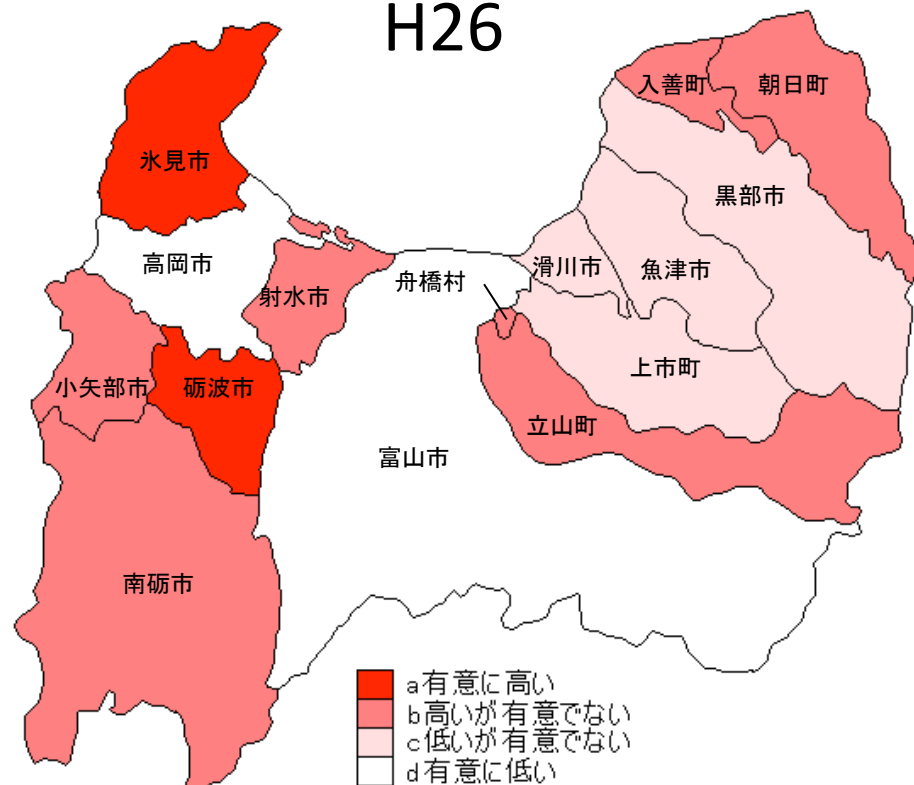 H26
入善町
朝日町
氷見市
黒部市
高岡市
滑川市
魚津市
舟橋村
射水市
上市町
小矢部市
砺波市
立山町
富山市
南砺市
a有意に高い
b高いが有意でない
c低いが有意でない
d有意に低い